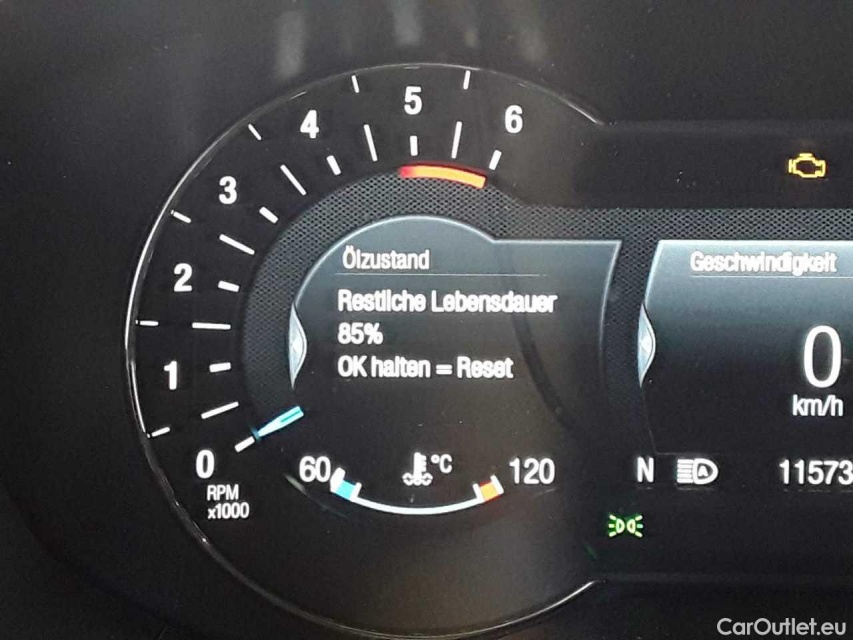 5
4
6
3
2
1
0
RPM
x1000
Ölzustand
Restliche Lebensdauer
85%
OK halten = Reset
60
°C
120
Geschwindigkeit
0
km/h
N
11573
CarOutlet.eu